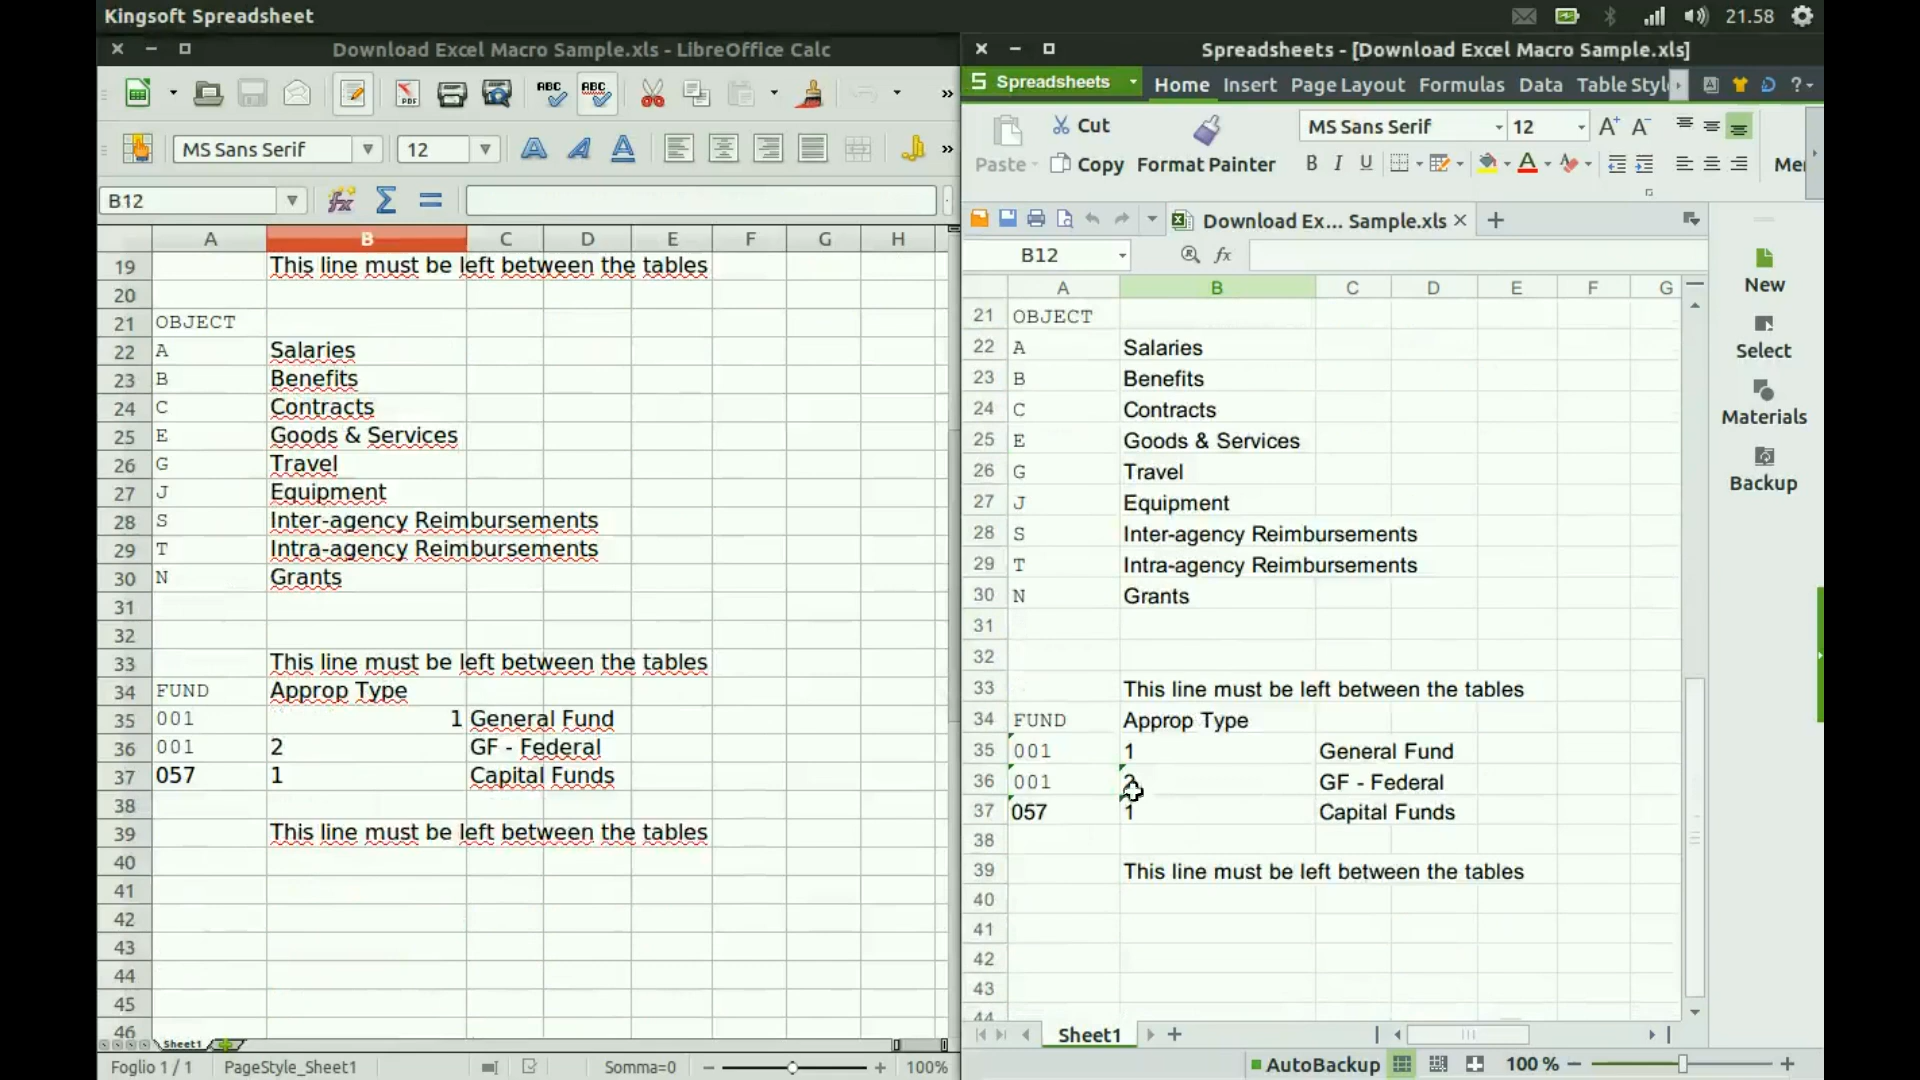 Kingsoft Spreadsheet
21.58
Download Excel Macro Sample.xls - LibreOffice Calc
PDF
ABC
ABC
MS Sans Serif
12
B12
A B C D E F G H
19 This line must be left between the tables
20
21 OBJECT
22 A Salaries
23 B Benefits
24 C Contracts
25 E Goods & Services
26 G Travel
27 J Equipment
28 S Inter-agency Reimbursements
29 T Intra-agency Reimbursements
30 N Grants
31
32
33 This line must be left between the tables
34 FUND Approp Type
35 001 1 General Fund
36 001 2 GF - Federal
37 057 1 Capital Funds
38
39 This line must be left between the tables
40
41
42
43
44
45
46
Sheet1
Foglio 1 / 1 PageStyle_Sheet1 Somma=0 100%
Spreadsheets - [Download Excel Macro Sample.xls]
S Spreadsheets Home Insert Page Layout Formulas Data Table Styl
Cut
Paste Copy Format Painter
MS Sans Serif 12 A+ A-
B I U A Mer
Download Ex... Sample.xls
B12 fx
A B C D E F G
21 OBJECT
22 A Salaries
23 B Benefits
24 C Contracts
25 E Goods & Services
26 G Travel
27 J Equipment
28 S Inter-agency Reimbursements
29 T Intra-agency Reimbursements
30 N Grants
31
32
33 This line must be left between the tables
34 FUND Approp Type
35 001 1 General Fund
36 001 2 GF - Federal
37 057 1 Capital Funds
38
39 This line must be left between the tables
40
41
42
43
44
New
Select
Materials
Backup
Sheet1
AutoBackup 100 %